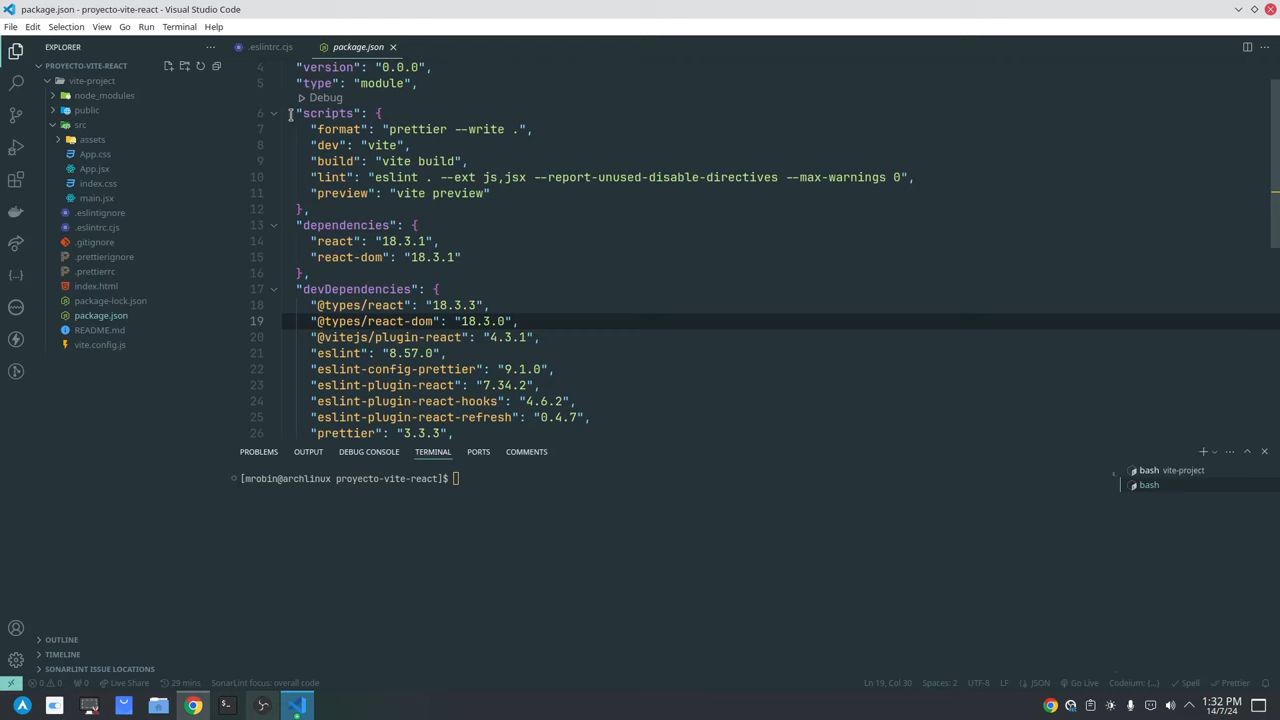 package.json - proyecto-vite-react - Visual Studio Code
File Edit Selection View Go Run Terminal Help
EXPLORER
.eslintrc.cjs
package.json
PROYECTO-VITE-REACT
vite-project
node_modules
public
src
assets
App.css
App.jsx
index.css
main.jsx
.eslintignore
.eslintrc.cjs
.gitignore
.prettierignore
.prettierrc
index.html
package-lock.json
package.json
README.md
vite.config.js
OUTLINE
TIMELINE
SONARLINT ISSUE LOCATIONS
4 "version": "0.0.0",
5 "type": "module",
Debug
6 "scripts": {
7 "format": "prettier --write .",
8 "dev": "vite",
9 "build": "vite build",
10 "lint": "eslint . --ext js,jsx --report-unused-disable-directives --max-warnings 0",
11 "preview": "vite preview"
12 },
13 "dependencies": {
14 "react": "18.3.1",
15 "react-dom": "18.3.1"
16 },
17 "devDependencies": {
18 "@types/react": "18.3.3",
19 "@types/react-dom": "18.3.0",
20 "@vitejs/plugin-react": "4.3.1",
21 "eslint": "8.57.0",
22 "eslint-config-prettier": "9.1.0",
23 "eslint-plugin-react": "7.34.2",
24 "eslint-plugin-react-hooks": "4.6.2",
25 "eslint-plugin-react-refresh": "0.4.7",
26 "prettier": "3.3.3",
PROBLEMS OUTPUT DEBUG CONSOLE TERMINAL PORTS COMMENTS
[mrobin@archlinux proyecto-vite-react]$
bash vite-project
bash
0 0 0 Live Share 29 mins SonarLint focus: overall code
Ln 19, Col 30 Spaces: 2 UTF-8 LF {} JSON Go Live Codeium: {...} Spell Prettier
1:32 PM
14/7/24